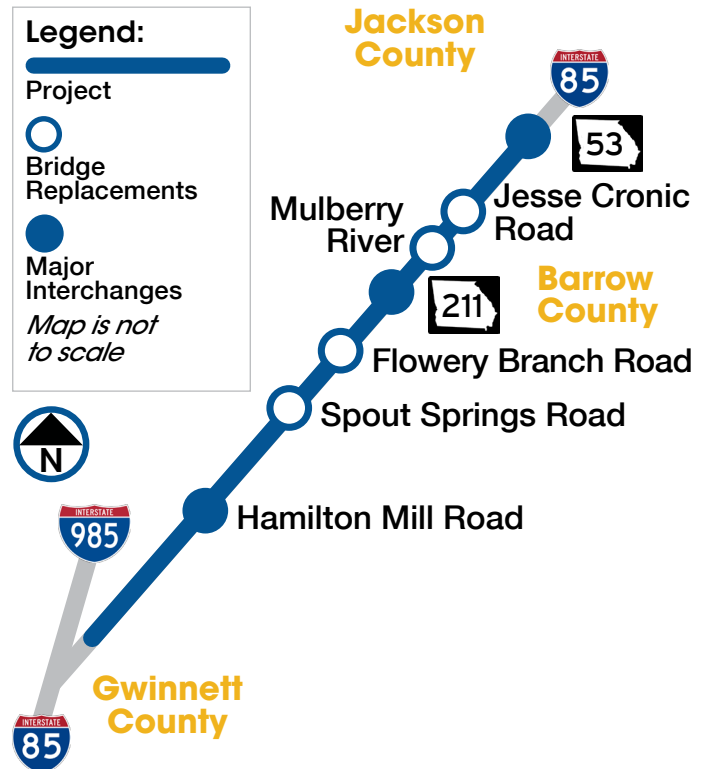 Legend:
Project
Bridge
Replacements
Major
Interchanges
Map is not
to scale
N
Jackson
County
INTERSTATE
85
53
Jesse Cronic
Road
Mulberry
River
Barrow
County
211
Flowery Branch Road
Spout Springs Road
Hamilton Mill Road
INTERSTATE
985
Gwinnett
County
INTERSTATE
85